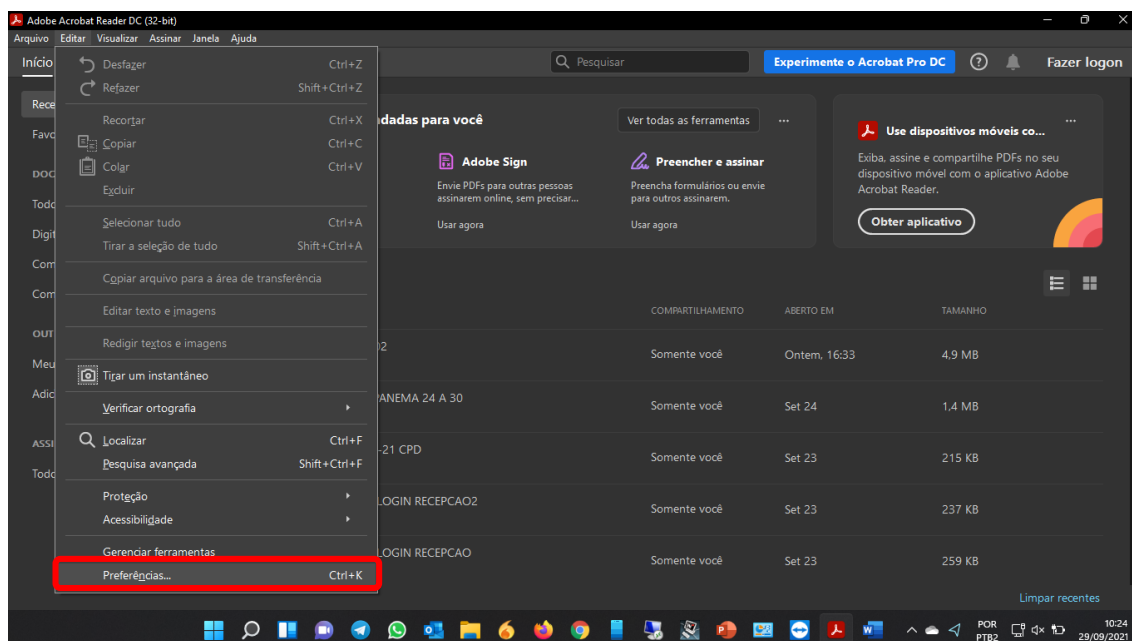 Adobe Acrobat Reader DC (32-bit)
Arquivo Editar Visualizar Assinar Janela Ajuda
Início
Pesquisar
Experimente o Acrobat Pro DC
Fazer logon
Desfazer Ctrl+Z
Refazer Shift+Ctrl+Z
Recortar Ctrl+X
Copiar Ctrl+C
Colar Ctrl+V
Excluir
Selecionar tudo Ctrl+A
Tirar a seleção de tudo Shift+Ctrl+A
Copiar arquivo para a área de transferência
Editar texto e imagens
Redigir textos e imagens
Tirar um instantâneo
Verificar ortografia
Localizar Ctrl+F
Pesquisa avançada Shift+Ctrl+F
Proteção
Acessibilidade
Gerenciar ferramentas
Preferências... Ctrl+K
Rece
Favo
DOC
Todo
Digit
Com
Com
OUT
Meu
Adic
ASSI
Todo
dadas para você
Ver todas as ferramentas
...
Adobe Sign
Envie PDFs para outras pessoas
assinarem online, sem precisar...
Usar agora
Preencher e assinar
Preencha formulários ou envie
para outros assinarem.
Usar agora
...
Use dispositivos móveis co...
Exiba, assine e compartilhe PDFs no seu
dispositivo móvel com o aplicativo Adobe
Acrobat Reader.
Obter aplicativo
COMPARTILHAMENTO ABERTO EM TAMANHO
02 Somente você Ontem, 16:33 4,9 MB
PANEMA 24 A 30 Somente você Set 24 1,4 MB
-21 CPD Somente você Set 23 215 KB
LOGIN RECEPCAO2 Somente você Set 23 237 KB
LOGIN RECEPCAO Somente você Set 23 259 KB
Limpar recentes
POR
PTB2
10:24
29/09/202